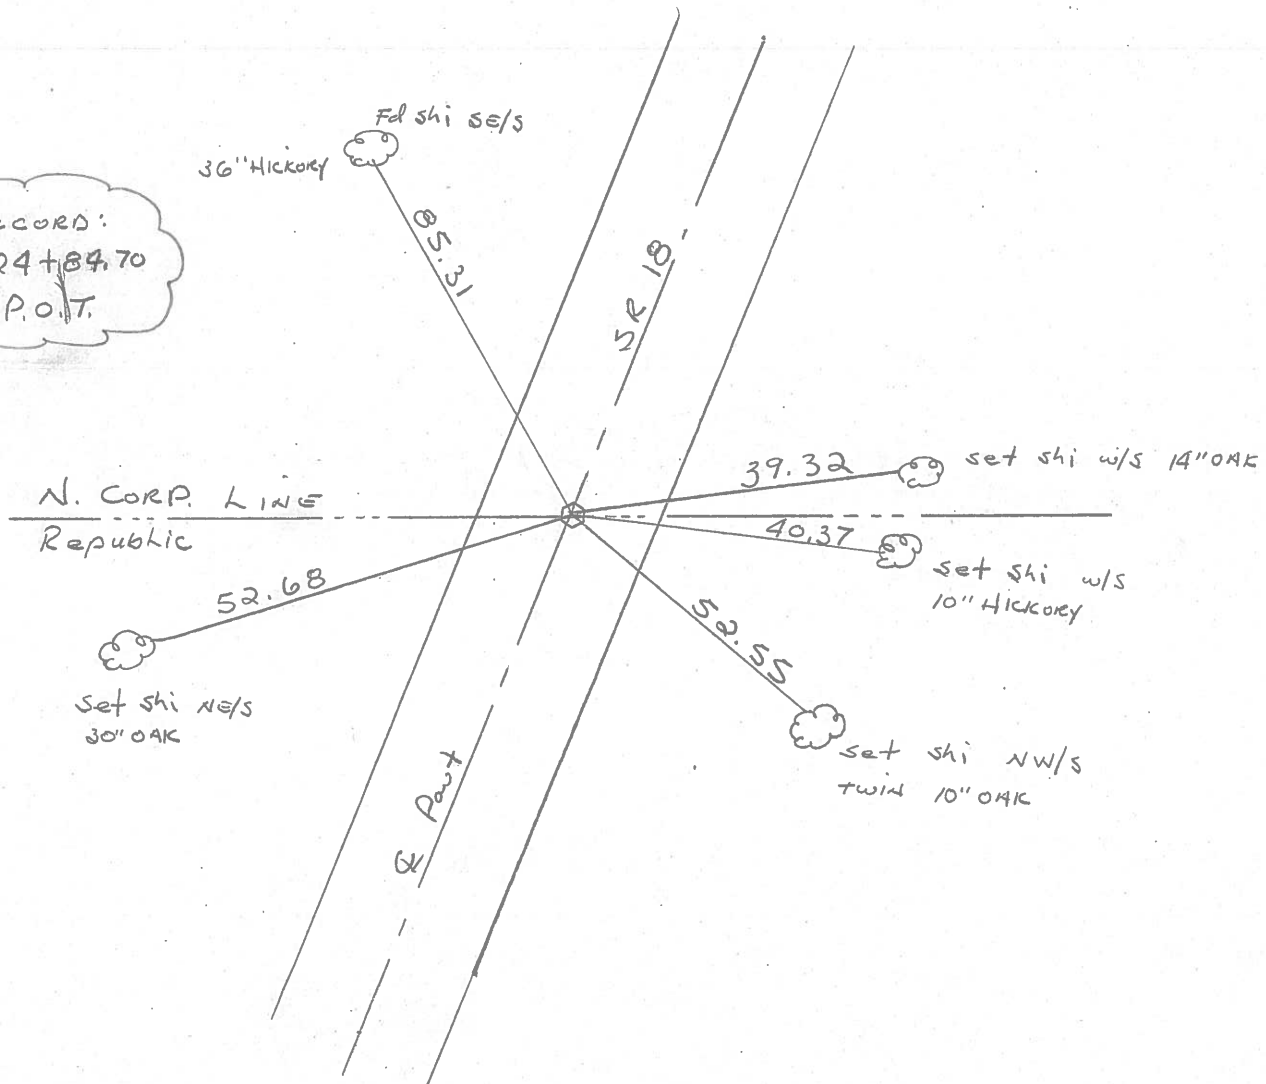 Fd shi SE/S
36" HICKORY
85.31
CORD:
24+84.70
P.O.T.
SR 18
N. CORP. LINE
Republic
39.32
set shi w/s 14" OAK
40.37
set shi w/s
10" HICKORY
52.68
set shi NE/S
30" OAK
52.55
set shi NW/S
twin 10" OAK
℄ Pavt